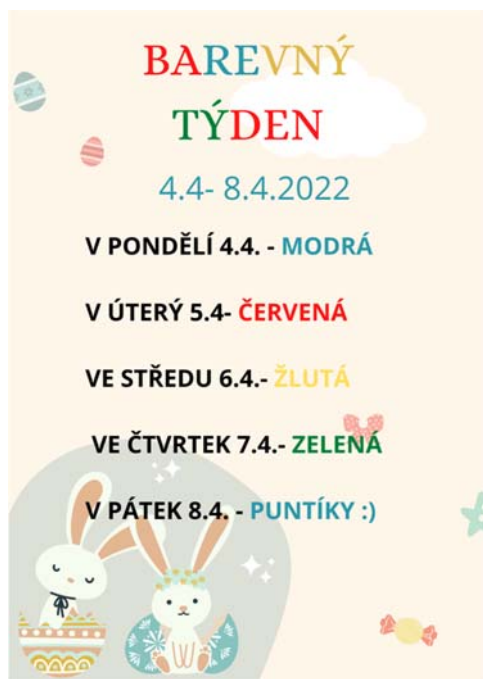 BAREVNÝ
TÝDEN
4.4- 8.4.2022
V PONDĚLÍ 4.4. - MODRÁ
V ÚTERÝ 5.4- ČERVENÁ
VE STŘEDU 6.4.- ŽLUTÁ
VE ČTVRTEK 7.4.- ZELENÁ
V PÁTEK 8.4. - PUNTÍKY :)